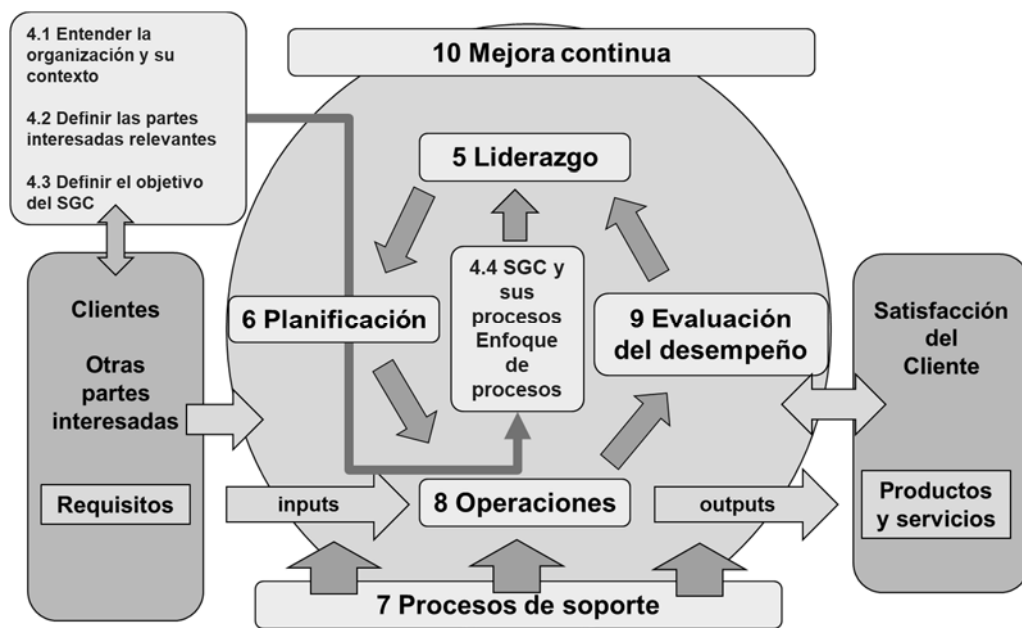 4.1 Entender la
organización y su
contexto
4.2 Definir las partes
interesadas relevantes
4.3 Definir el objetivo
del SGC
10 Mejora continua
5 Liderazgo
4.4 SGC y
sus
procesos
Enfoque
de
procesos
6 Planificación
9 Evaluación
del desempeño
8 Operaciones
7 Procesos de soporte
Clientes
Otras
partes
interesadas
Requisitos
inputs
outputs
Satisfacción
del
Cliente
Productos
y servicios